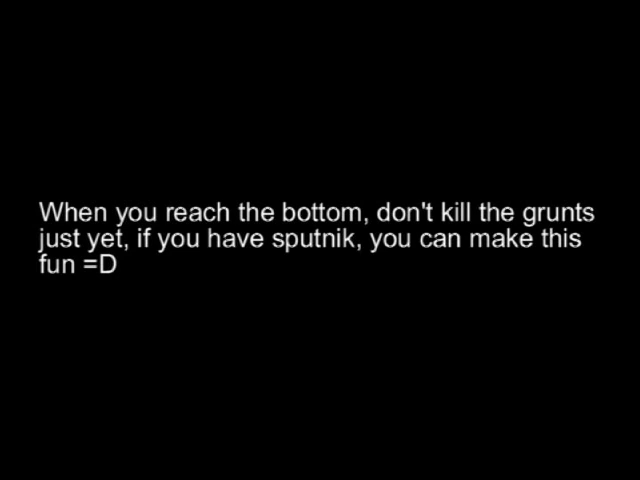 When you reach the bottom, don't kill the grunts
just yet, if you have sputnik, you can make this
fun =D